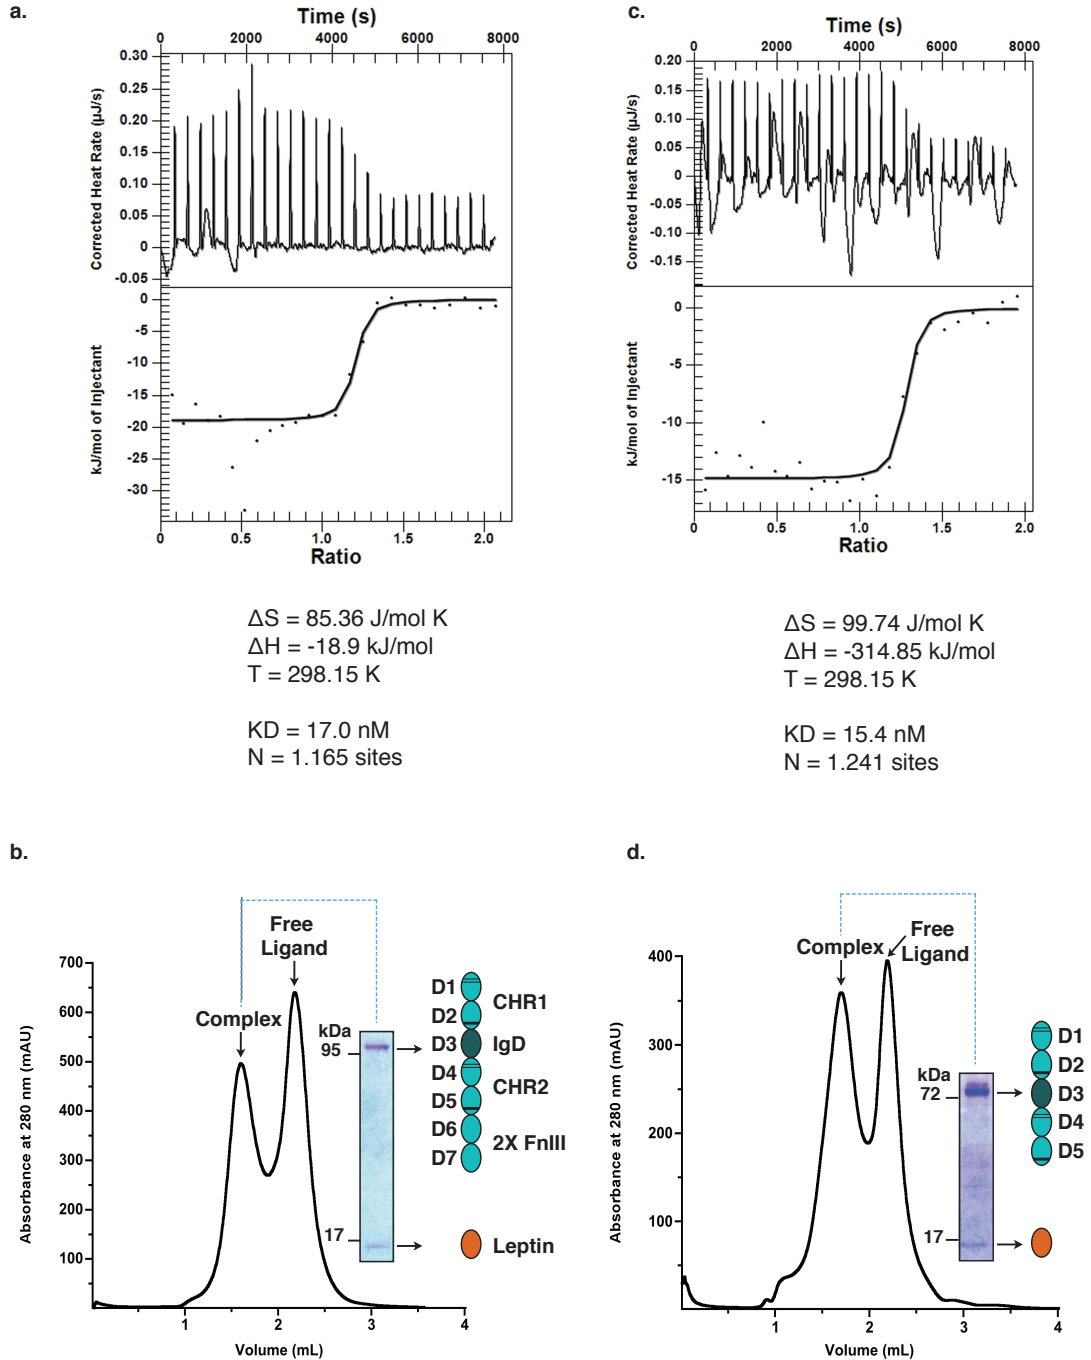 a.
Time (s)
0 2000 4000 6000 8000
Corrected Heat Rate (µJ/s)
0.30
0.25
0.20
0.15
0.10
0.05
0
-0.05
kJ/mol of Injectant
0
-5
-10
-15
-20
-25
-30
0 0.5 1.0 1.5 2.0
Ratio
ΔS = 85.36 J/mol K
ΔH = -18.9 kJ/mol
T = 298.15 K
KD = 17.0 nM
N = 1.165 sites
c.
Time (s)
0 2000 4000 6000 8000
Corrected Heat Rate (µJ/s)
0.20
0.15
0.10
0.05
0
-0.05
-0.10
-0.15
kJ/mol of Injectant
0
-5
-10
-15
0 0.5 1.0 1.5 2.0
Ratio
ΔS = 99.74 J/mol K
ΔH = -314.85 kJ/mol
T = 298.15 K
KD = 15.4 nM
N = 1.241 sites
b.
Absorbance at 280 nm (mAU)
700
600
500
400
300
200
100
1 2 3 4
Volume (mL)
Complex
Free
Ligand
kDa
95
17
D1
D2
D3
D4
D5
D6
D7
CHR1
IgD
CHR2
2X FnIII
Leptin
d.
Absorbance at 280 nm (mAU)
400
300
200
100
1 2 3 4
Volume (mL)
Complex
Free
Ligand
kDa
72
17
D1
D2
D3
D4
D5